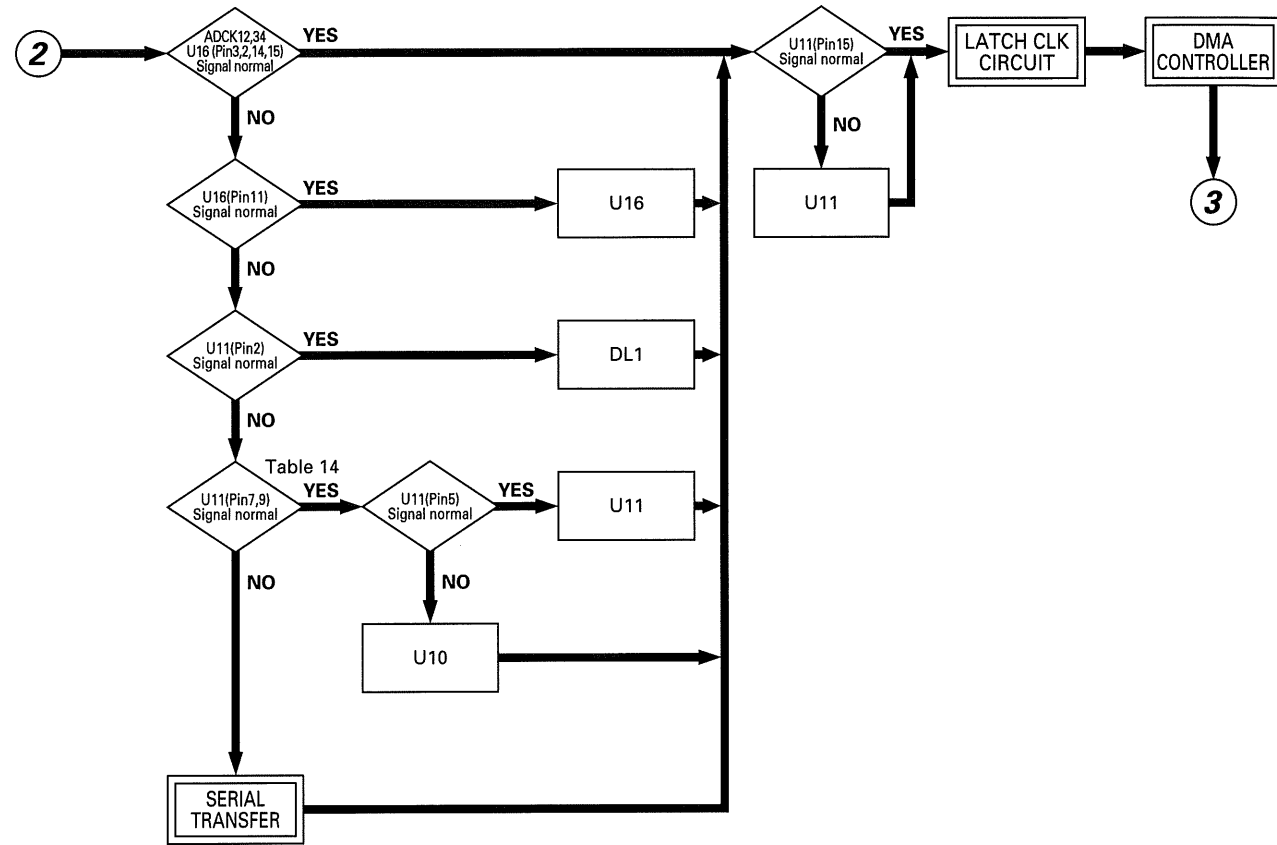 2
ADCK12,34
U16 (Pin3,2,14,15)
Signal normal
YES
NO
U11(Pin15)
Signal normal
YES
NO
LATCH CLK
CIRCUIT
DMA
CONTROLLER
U16(Pin11)
Signal normal
YES
NO
U16
U11
3
U11(Pin2)
Signal normal
YES
NO
DL1
Table 14
U11(Pin7,9)
Signal normal
YES
NO
U11(Pin5)
Signal normal
YES
NO
U11
U10
SERIAL
TRANSFER